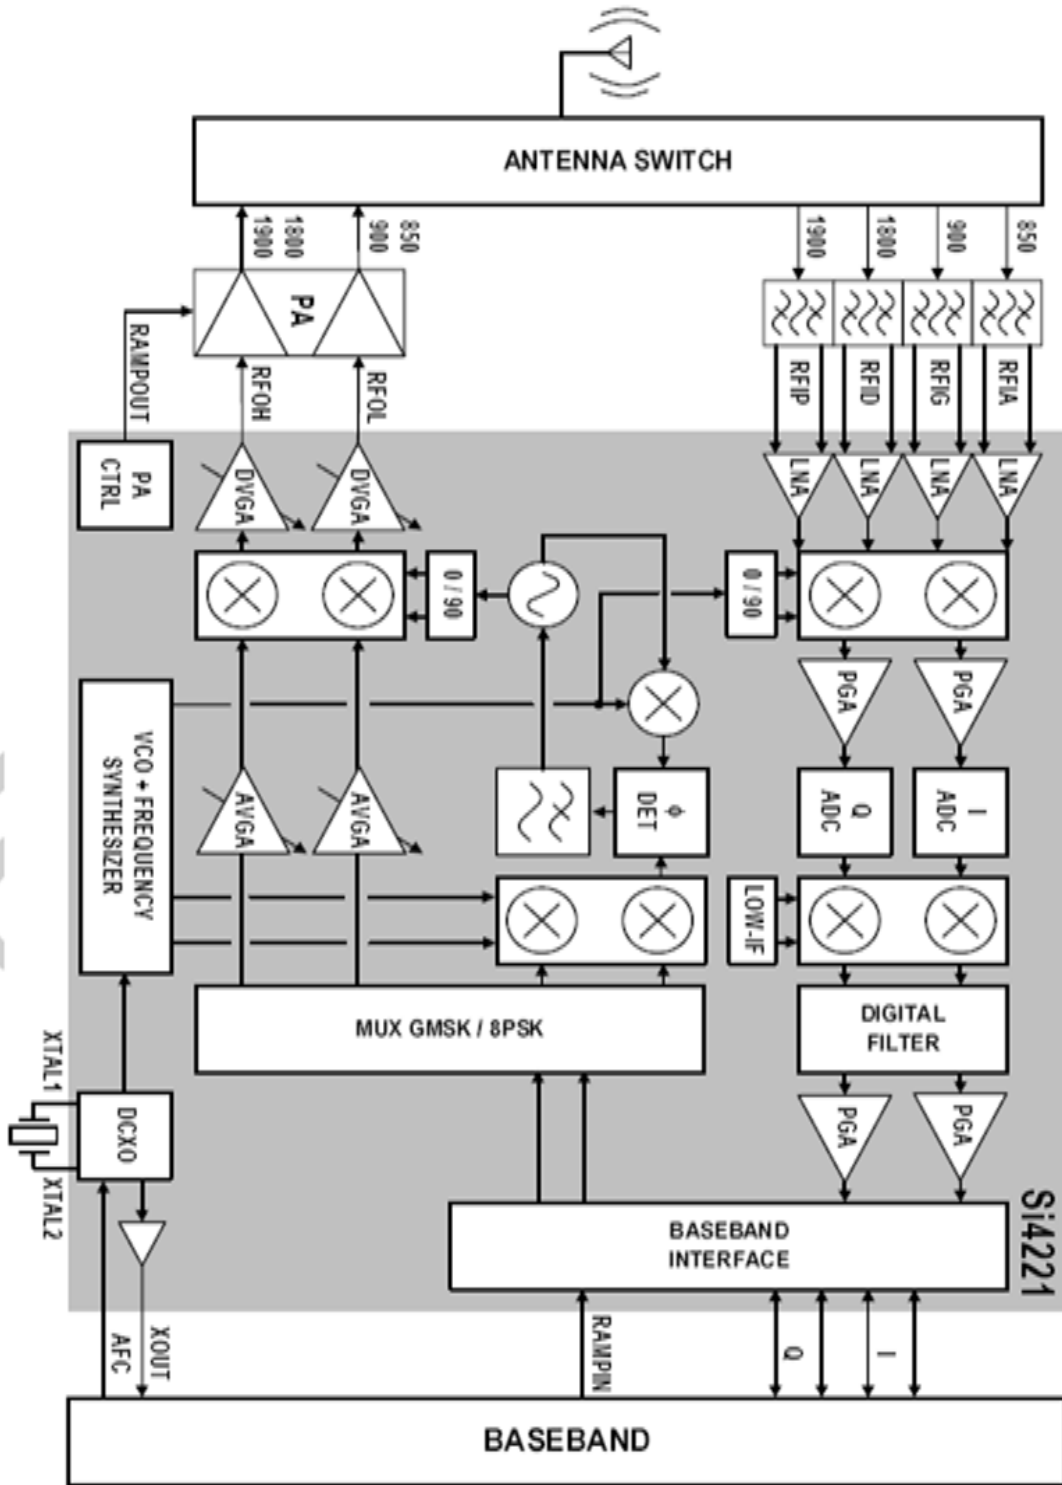 ANTENNA SWITCH
850
900
1800
1900
1900
1800
900
850
PA
RFIP
RFID
RFIG
RFIA
RAMPOUT
RFOH
RFOL
LNA
LNA
LNA
LNA
PA
CTRL
DVGA
DVGA
0 / 90
0 / 90
PGA
PGA
VCO + FREQUENCY
SYNTHESIZER
AVGA
AVGA
ϕ
DET
Q
ADC
I
ADC
LOW-IF
MUX GMSK / 8PSK
DIGITAL
FILTER
XTAL1
XTAL2
DCXO
PGA
PGA
BASEBAND
INTERFACE
Si4221
AFC
XOUT
RAMPIN
Q
I
BASEBAND